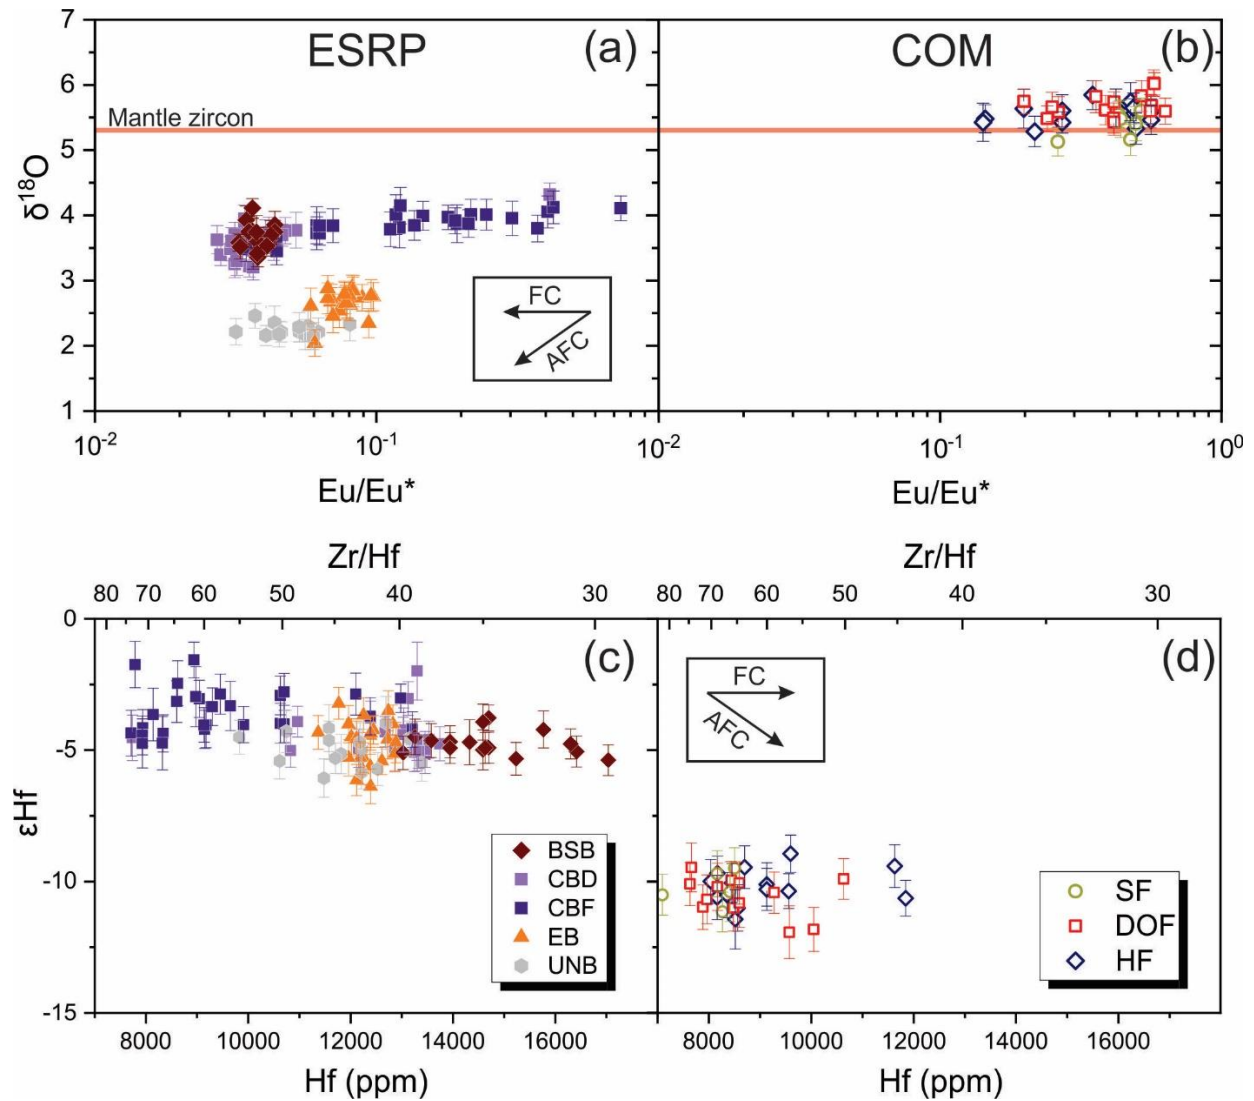 7
6
5
4
3
2
1
δ¹⁸O
ESRP
(a)
Mantle zircon
FC
AFC
COM
(b)
10⁻²
10⁻¹
10⁻²
10⁻¹
10⁰
Eu/Eu*
Eu/Eu*
Zr/Hf
Zr/Hf
80 70 60 50 40 30
80 70 60 50 40 30
0
-5
-10
-15
εHf
(c)
BSB
CBD
CBF
EB
UNB
FC
AFC
(d)
SF
DOF
HF
8000 10000 12000 14000 16000
8000 10000 12000 14000 16000
Hf (ppm)
Hf (ppm)